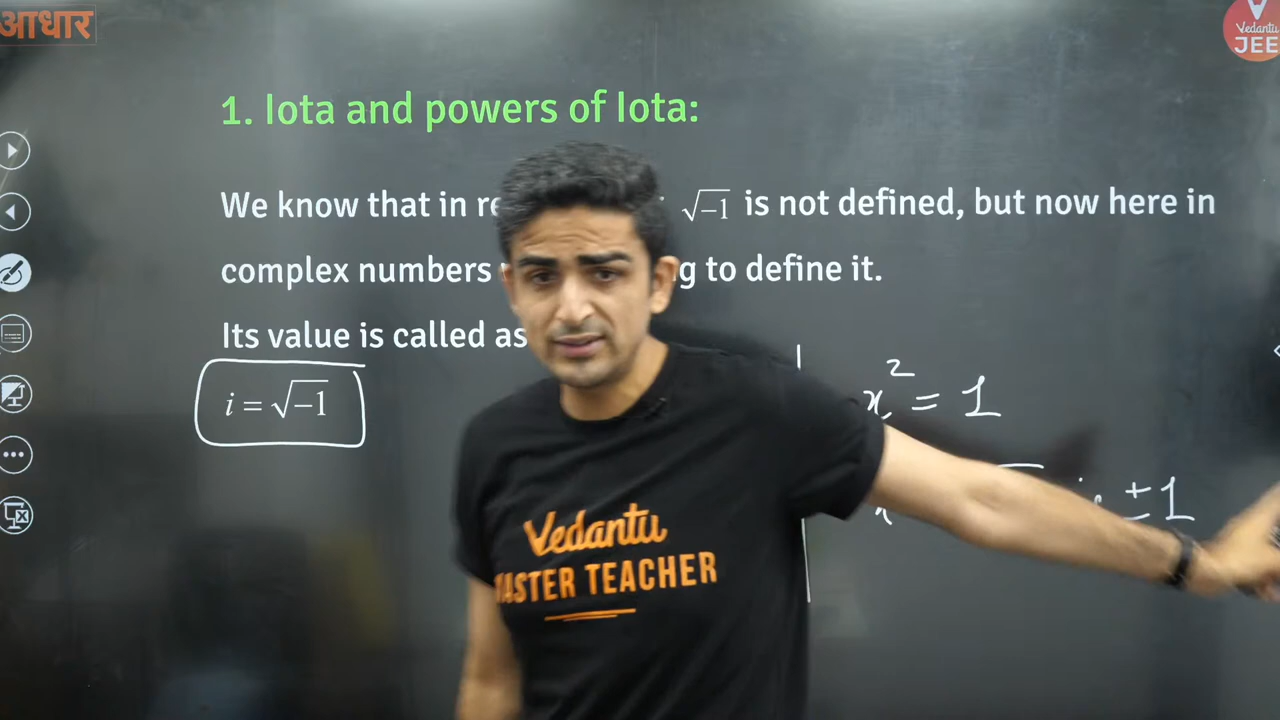 आधार
Vedantu
JEE
1. Iota and powers of Iota:
We know that in √-1 is not defined, but now here in
complex numbers to define it.
Its value is called as
i = √-1
x² = 1
± 1
Vedantu
MASTER TEACHER